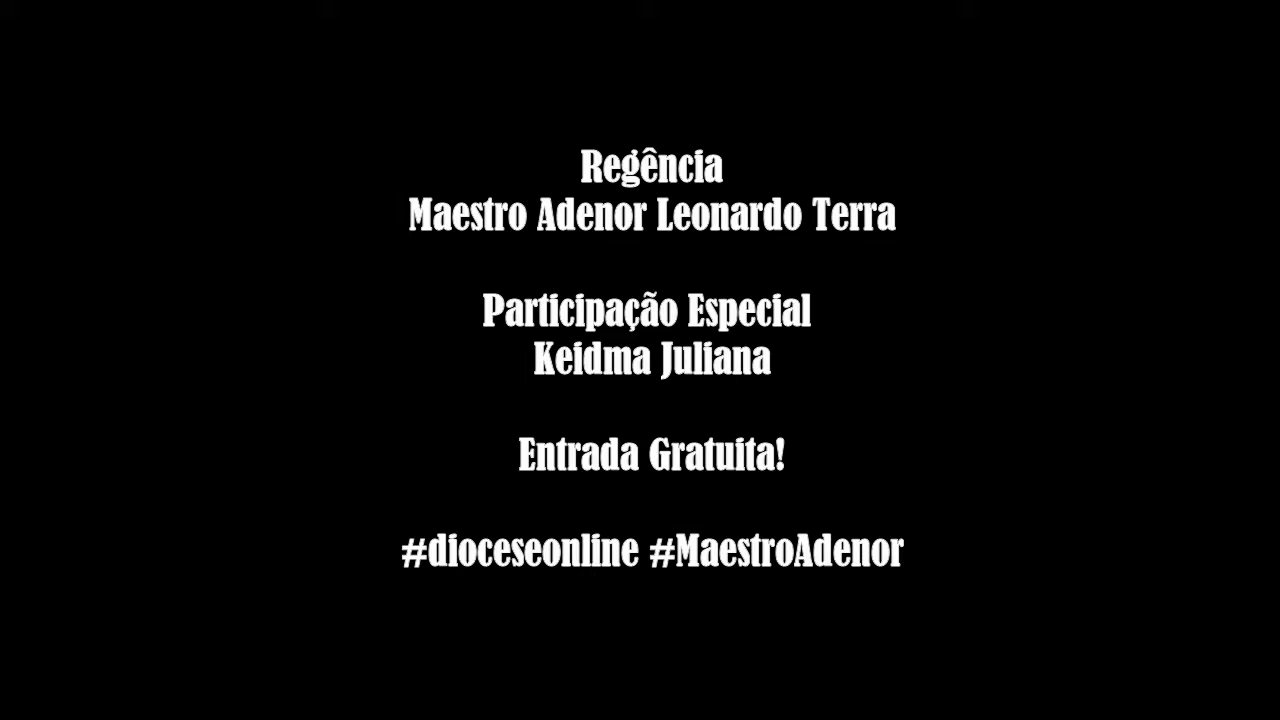 Regência
Maestro Adenor Leonardo Terra
Participação Especial
Keidma Juliana
Entrada Gratuita!
#dioceseonline #MaestroAdenor